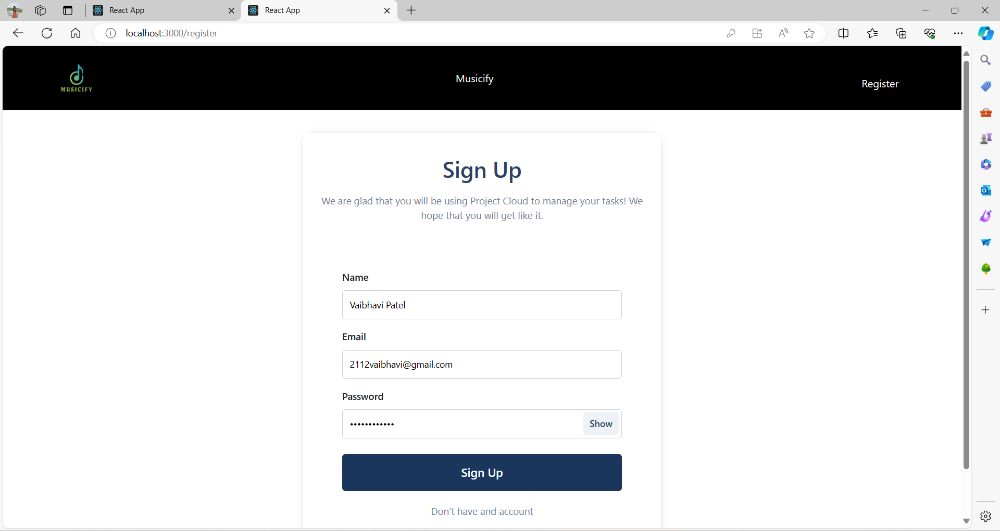 React App
React App
localhost:3000/register
MUSICIFY
Musicify
Register
Sign Up
We are glad that you will be using Project Cloud to manage your tasks! We
hope that you will get like it.
Name
Vaibhavi Patel
Email
2112vaibhavi@gmail.com
Password
••••••••••••
Show
Sign Up
Don't have and account